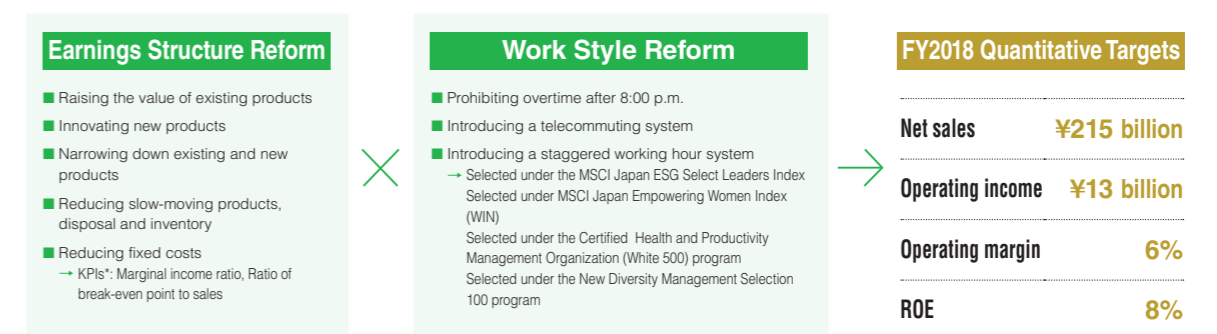 Earnings Structure Reform
■ Raising the value of existing products
■ Innovating new products
■ Narrowing down existing and new
products
■ Reducing slow-moving products,
disposal and inventory
■ Reducing fixed costs
→ KPIs*: Marginal income ratio, Ratio of
break-even point to sales
×
Work Style Reform
■ Prohibiting overtime after 8:00 p.m.
■ Introducing a telecommuting system
■ Introducing a staggered working hour system
→ Selected under the MSCI Japan ESG Select Leaders Index
Selected under MSCI Japan Empowering Women Index
(WIN)
Selected under the Certified Health and Productivity
Management Organization (White 500) program
Selected under the New Diversity Management Selection
100 program
→
FY2018 Quantitative Targets
Net sales ¥215 billion
Operating income ¥13 billion
Operating margin 6%
ROE 8%